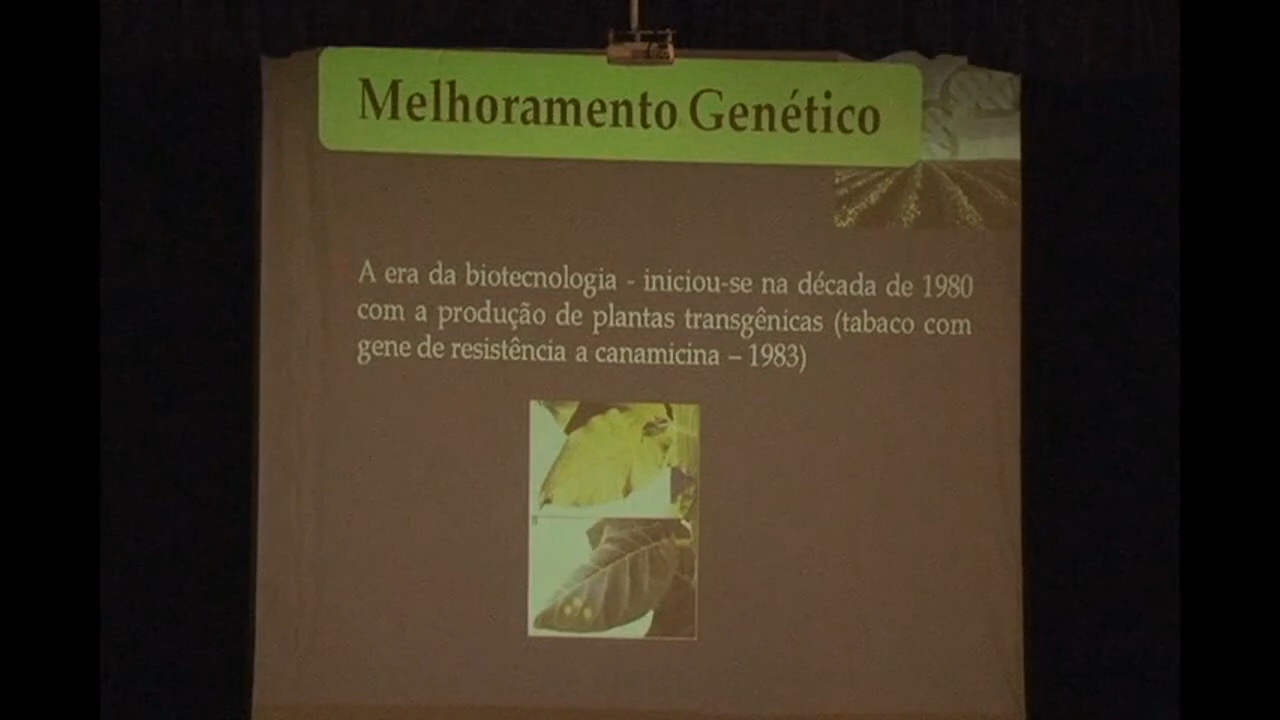 Melhoramento Genético
A era da biotecnologia - iniciou-se na década de 1980
com a produção de plantas transgênicas (tabaco com
gene de resistência a canamicina – 1983)